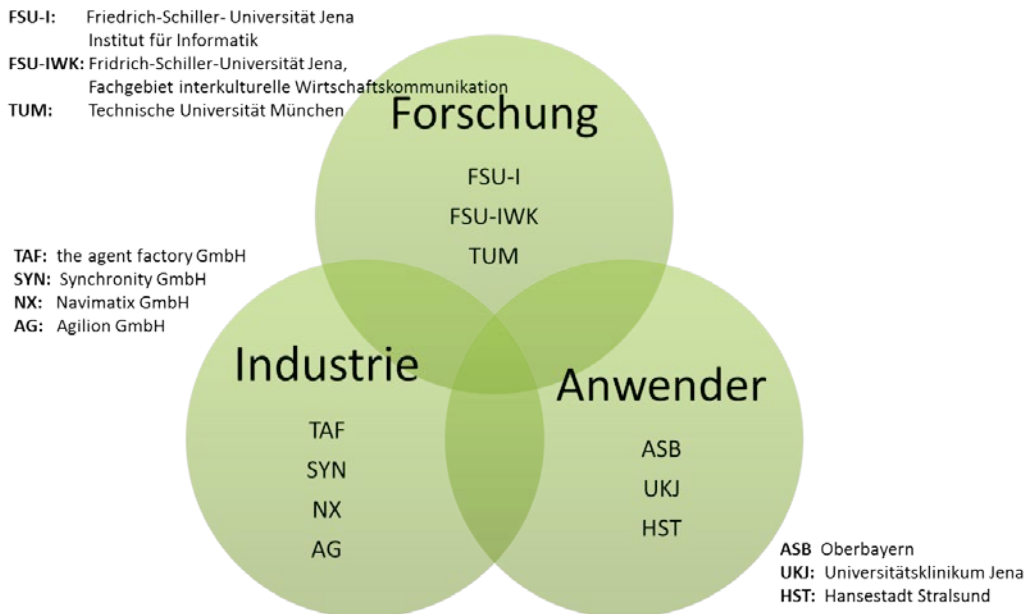 FSU-I: Friedrich-Schiller- Universität Jena
Institut für Informatik
FSU-IWK: Fridrich-Schiller-Universität Jena,
Fachgebiet interkulturelle Wirtschaftskommunikation
TUM: Technische Universität München
Forschung
FSU-I
FSU-IWK
TUM
TAF: the agent factory GmbH
SYN: Synchronity GmbH
NX: Navimatix GmbH
AG: Agilion GmbH
Industrie
TAF
SYN
NX
AG
Anwender
ASB
UKJ
HST
ASB Oberbayern
UKJ: Universitätsklinikum Jena
HST: Hansestadt Stralsund